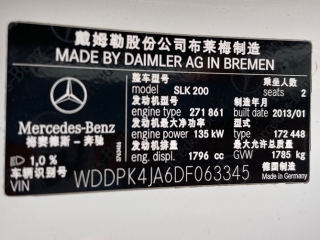 戴姆勒股份公司布莱梅制造
MADE BY DAIMLER AG IN BREMEN
整车型号 乘坐人数
model SLK 200 seates 2
发动机型号 制造年月
engine type 271 861 built date 2013/01
发动机最大净功率 型号
engine power 135 kW type 172 448
发动机排量 最大允许总质量
eng. displ. 1796 cc GVW 1785 kg
Mercedes-Benz
梅赛德斯-奔驰
1,0 %
车辆识别号 德国制造
VIN WDDPK4JA6DF063345 Made in Germany